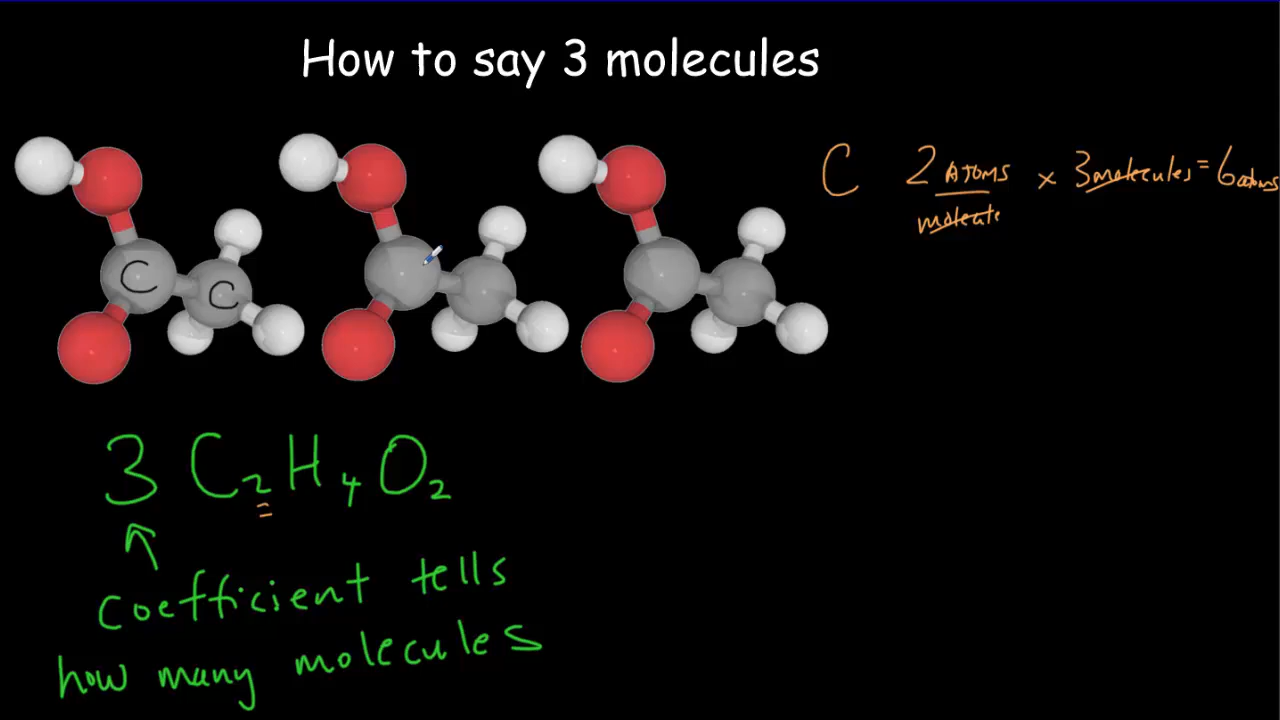 How to say 3 molecules
C 2 ATOMS × 3 molecules = 6 atoms
molecule
C C
3 C₂H₄O₂
coefficient tells
how many molecules